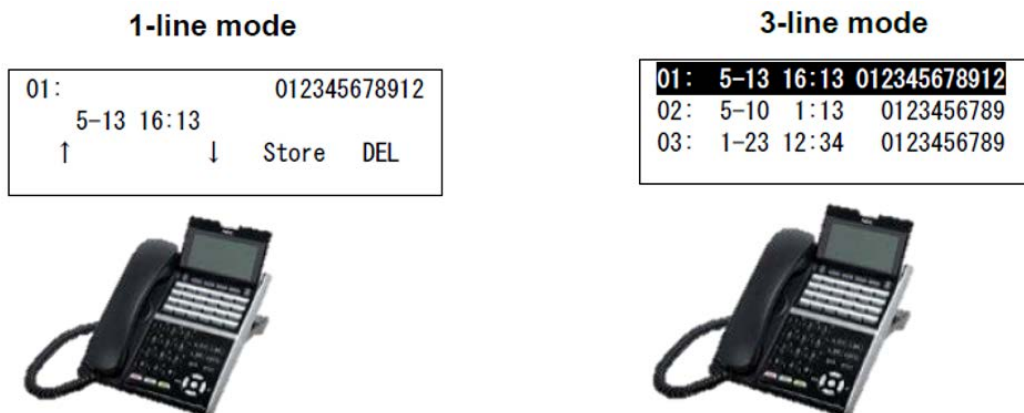 1-line mode
01: 012345678912
5-13 16:13
↑ ↓ Store DEL
3-line mode
01: 5-13 16:13 012345678912
02: 5-10 1:13 0123456789
03: 1-23 12:34 0123456789